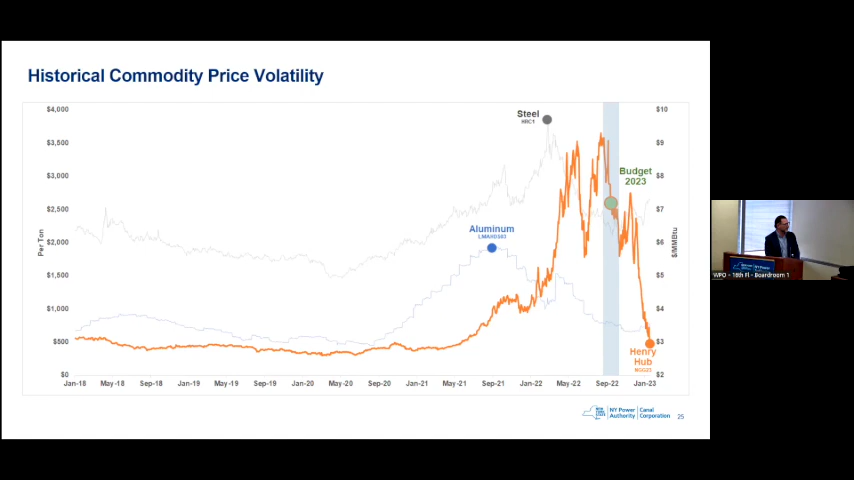 Historical Commodity Price Volatility
$4,000
$3,500
$3,000
$2,500
$2,000
$1,500
$1,000
$500
$0
Per Ton
$10
$9
$8
$7
$6
$5
$4
$3
$2
$/MMBtu
Steel
HRC1
Aluminum
Budget
2023
Henry
Hub
Jan-18 May-18 Sep-18 Jan-19 May-19 Sep-19 Jan-20 May-20 Sep-20 Jan-21 May-21 Sep-21 Jan-22 May-22 Sep-22 Jan-23
NY Power Authority
Canal Corporation
25
WPO - 16th Fl - Boardroom 1